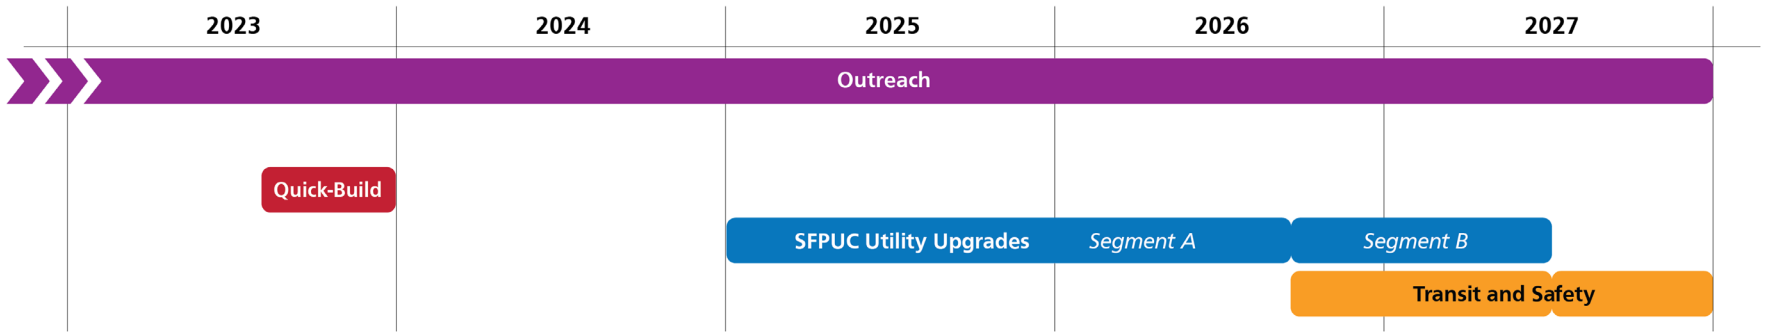 2023 2024 2025 2026 2027
Outreach
Quick-Build
SFPUC Utility Upgrades Segment A Segment B
Transit and Safety